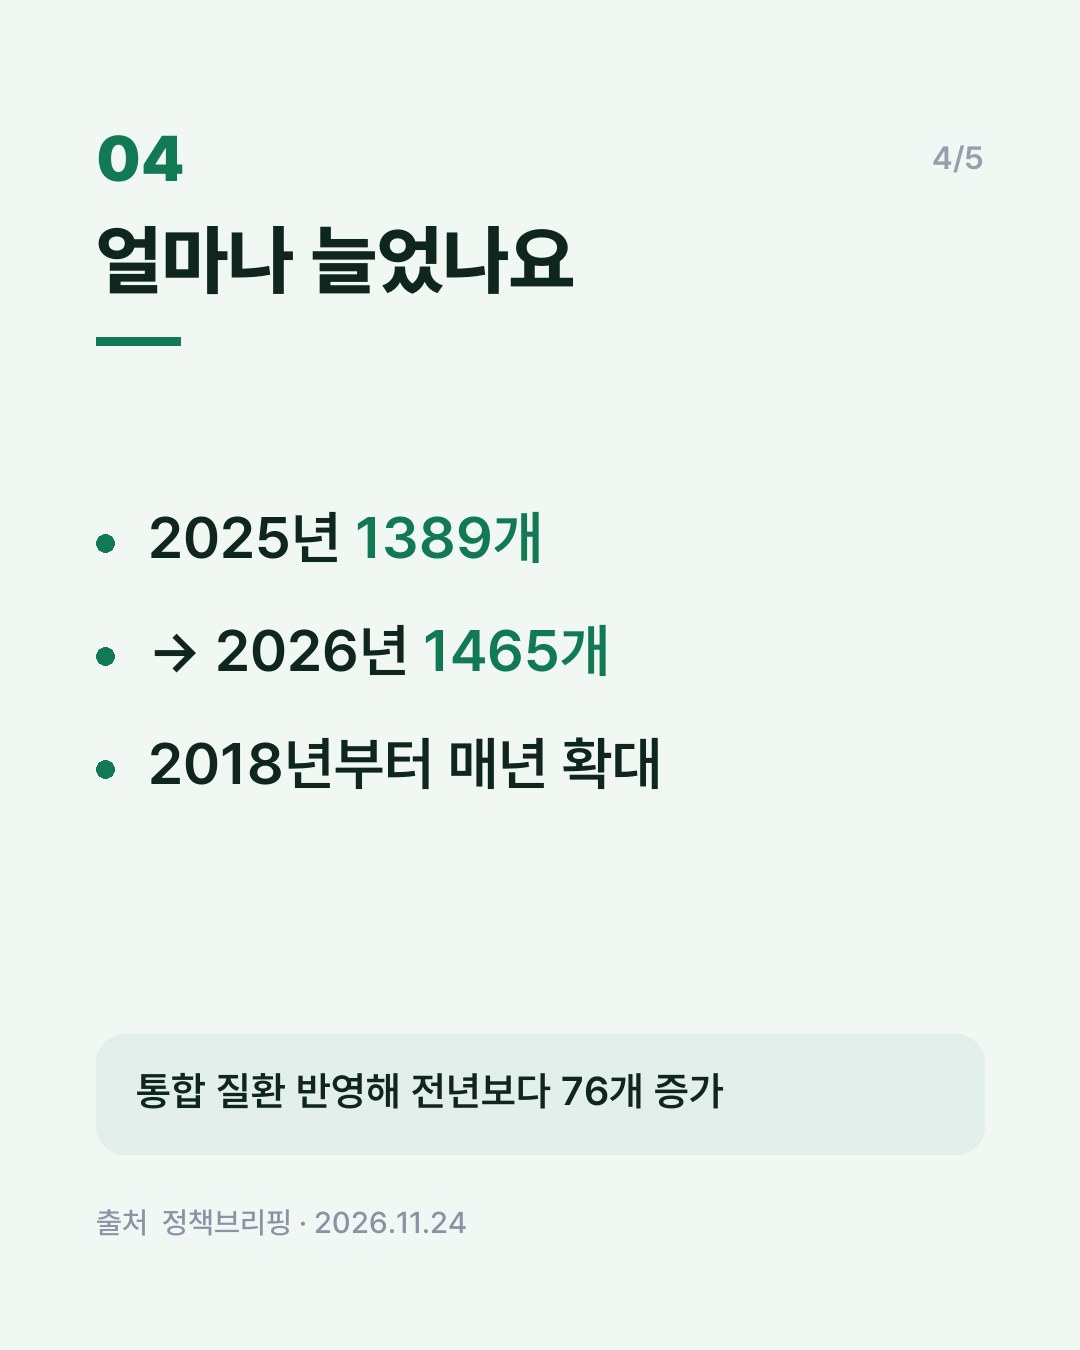 04
4/5
얼마나 늘었나요
• 2025년 1389개
• → 2026년 1465개
• 2018년부터 매년 확대
통합 질환 반영해 전년보다 76개 증가
출처 정책브리핑 · 2026.11.24